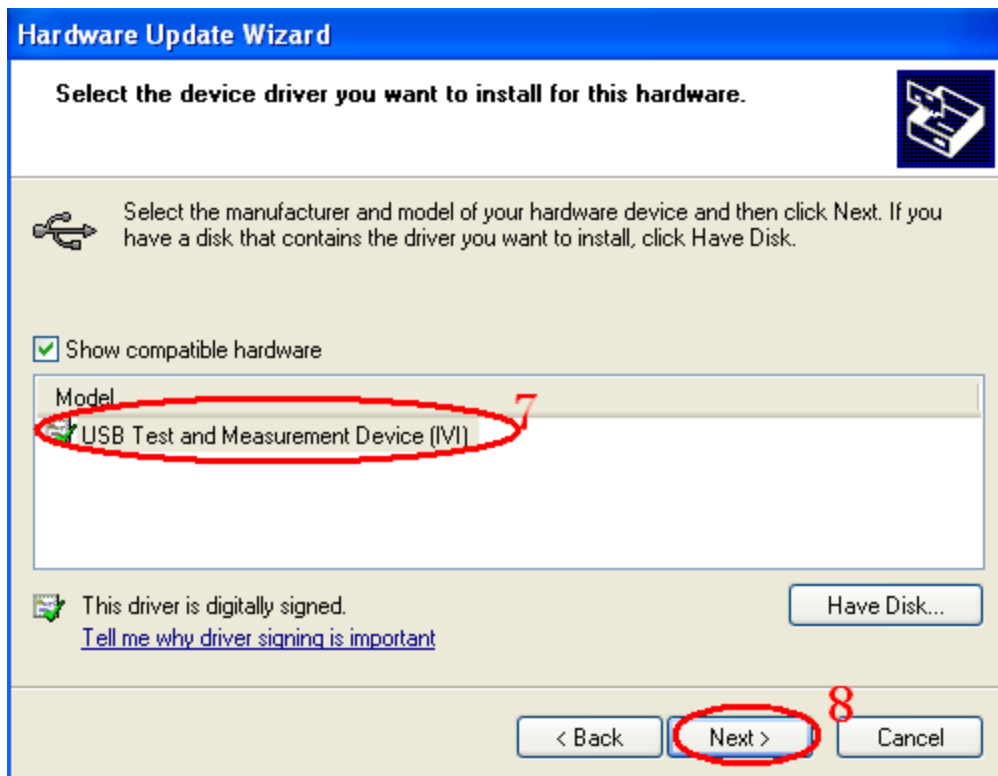 Hardware Update Wizard
Select the device driver you want to install for this hardware.
Select the manufacturer and model of your hardware device and then click Next. If you
have a disk that contains the driver you want to install, click Have Disk.
Show compatible hardware
Model
7
USB Test and Measurement Device (IVI)
This driver is digitally signed.
Have Disk...
Tell me why driver signing is important
8
< Back
Next >
Cancel